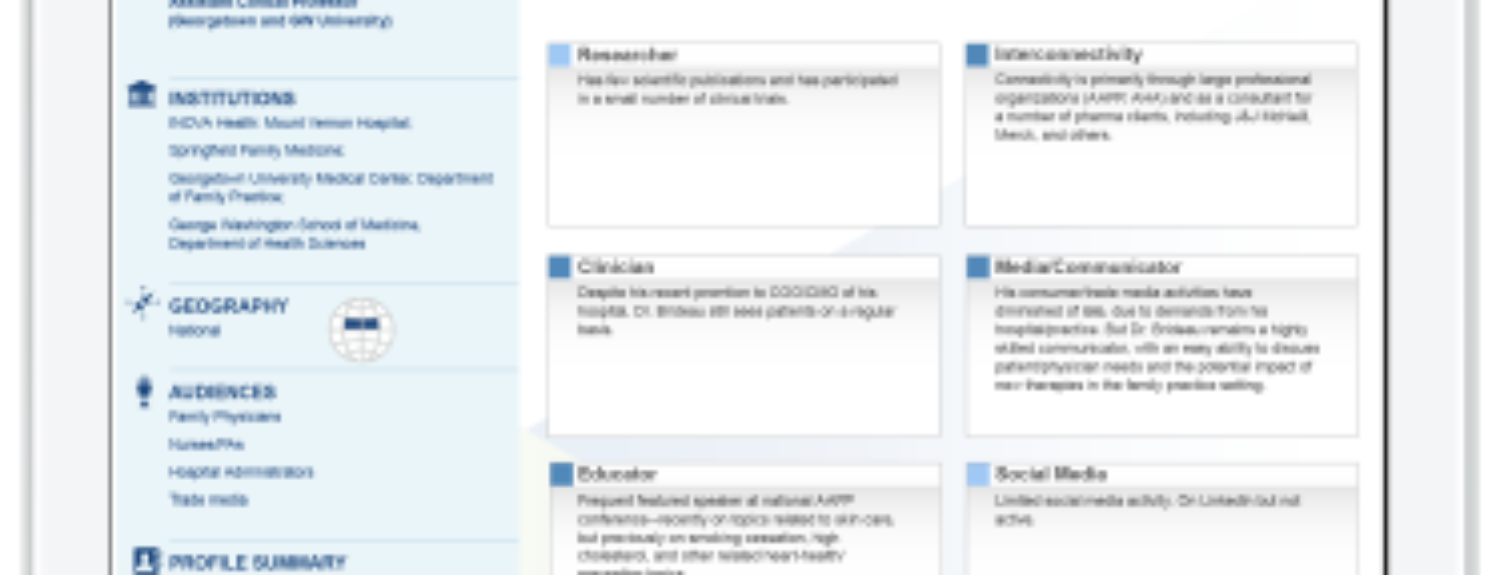 Assistant Clinical Professor
(Georgetown and GW University)
INSTITUTIONS
INOVA Health: Mount Vernon Hospital;
Springfield Family Medicine;
Georgetown University Medical Center, Department
of Family Practice;
George Washington School of Medicine,
Department of Health Sciences
GEOGRAPHY
National
AUDIENCES
Family Physicians
Nurses/PAs
Hospital Administrators
Trade media
PROFILE SUMMARY
Researcher
Has few scientific publications and has participated
in a small number of clinical trials.
Interconnectivity
Connectivity is primarily through large professional
organizations (AAFP, AHA) and as a consultant for
a number of pharma clients, including J&J McNeil,
Merck, and others.
Clinician
Despite his recent promotion to of his
hospital, Dr. still sees patients on a regular
basis.
Media/Communicator
His consumer/trade media activities have
diminished of late, due to demands from his
hospital/practice. But Dr. remains a highly
skilled communicator, with an easy ability to discuss
patient/physician needs and the potential impact of
new therapies in the family practice setting.
Educator
Frequent featured speaker at national AAFP
conference—recently on topics related to skin care,
but previously on smoking cessation, high
cholesterol, and other related heart-health/
prevention topics.
Social Media
Limited social media activity. On LinkedIn but not
active.